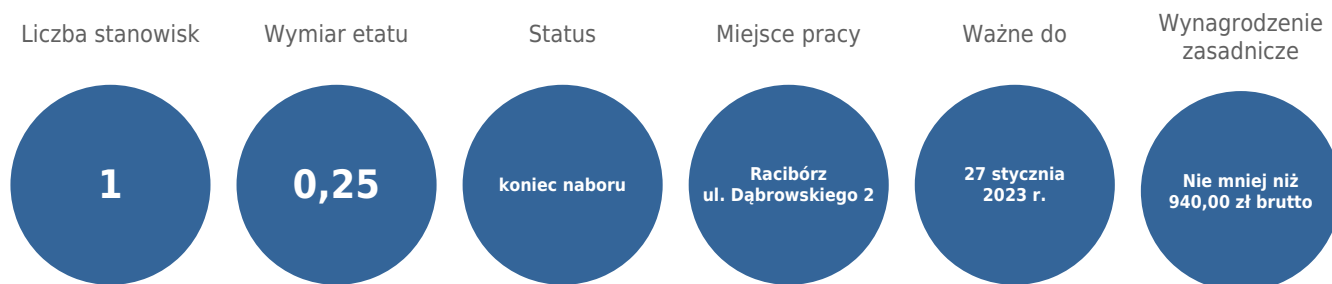 Liczba stanowisk
1
Wymiar etatu
0,25
Status
koniec naboru
Miejsce pracy
Racibórz
ul. Dąbrowskiego 2
Ważne do
27 stycznia
2023 r.
Wynagrodzenie
zasadnicze
Nie mniej niż
940,00 zł brutto